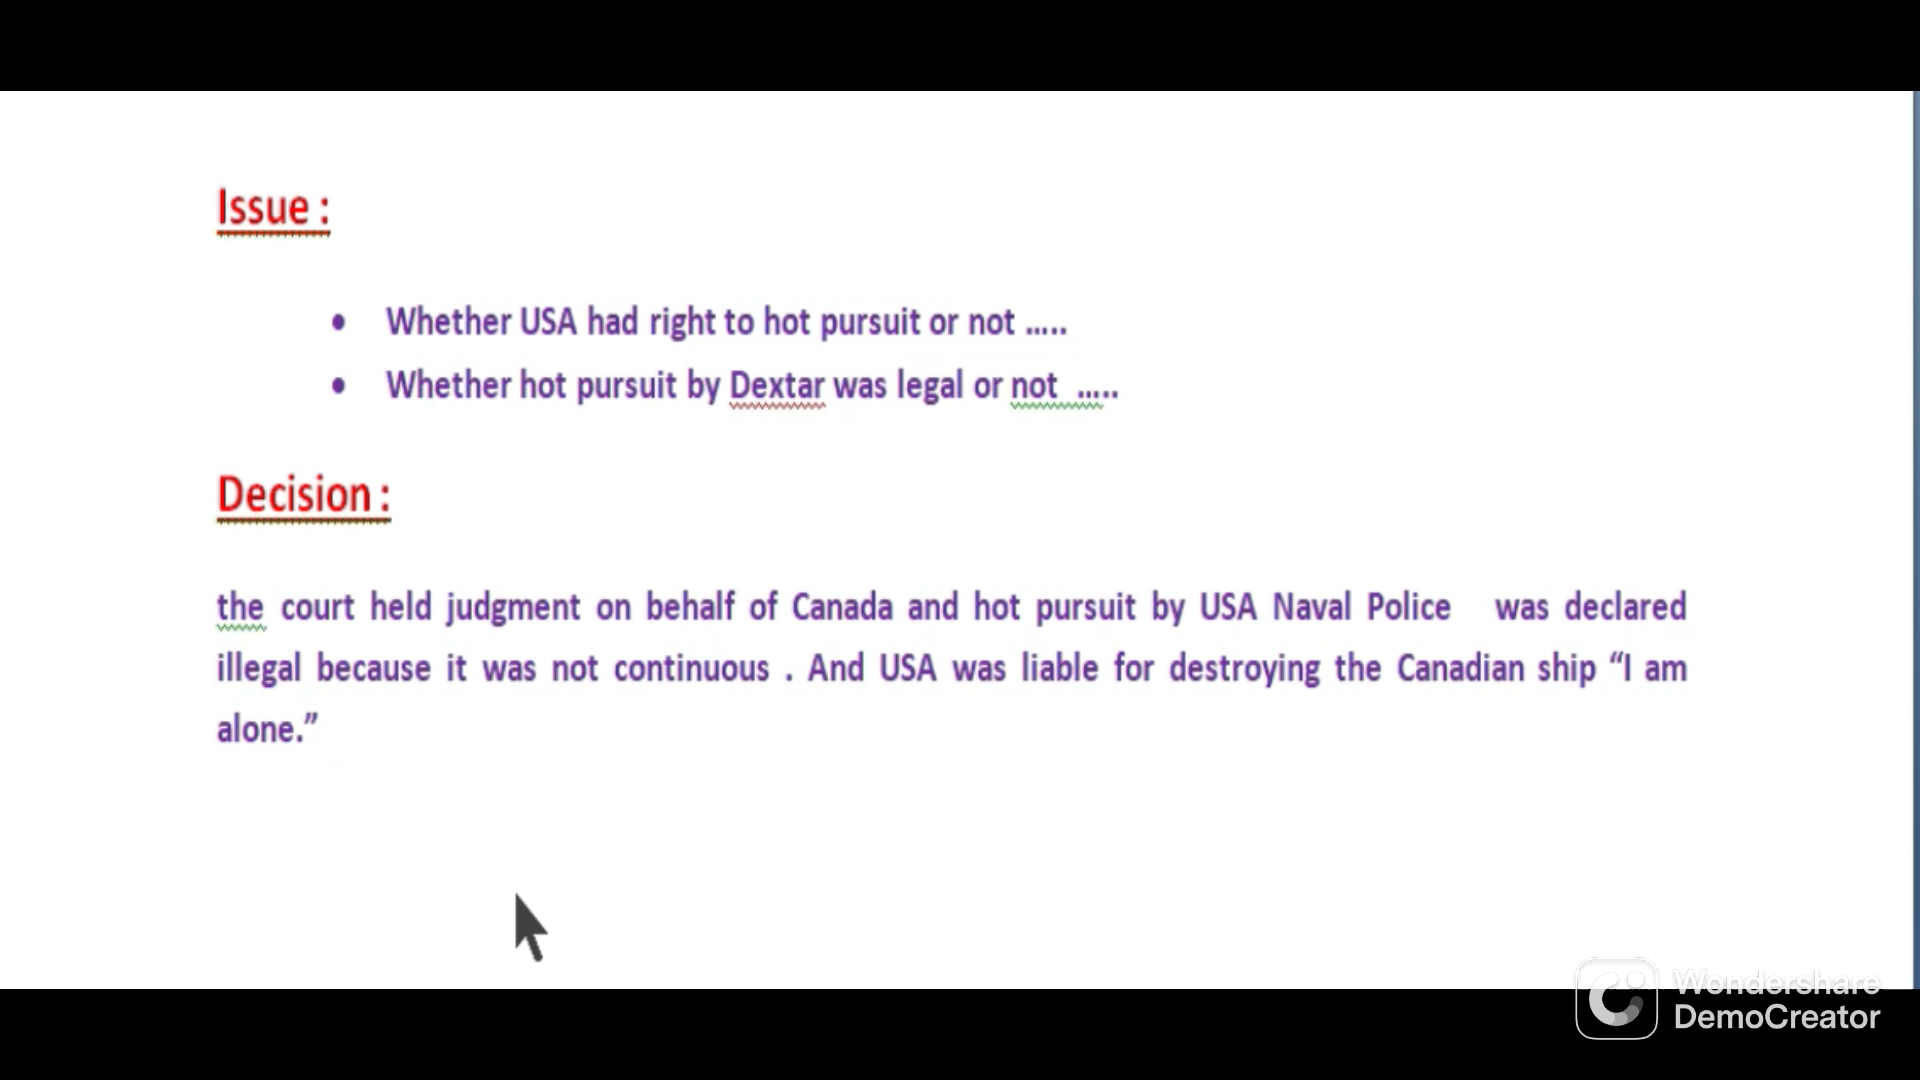 Issue :
• Whether USA had right to hot pursuit or not .....
• Whether hot pursuit by Dextar was legal or not .....
Decision :
the court held judgment on behalf of Canada and hot pursuit by USA Naval Police was declared
illegal because it was not continuous . And USA was liable for destroying the Canadian ship “I am
alone.”
Wondershare
DemoCreator